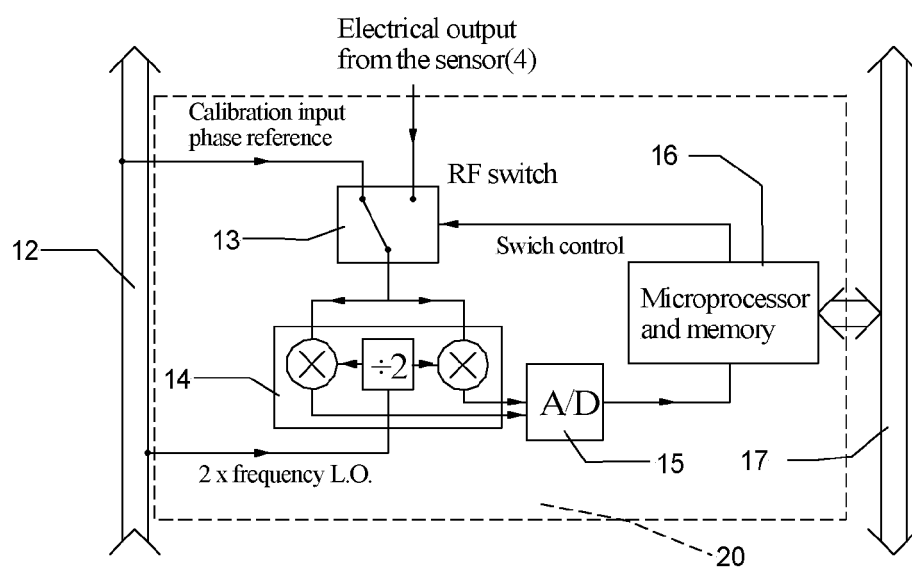 Electrical output
from the sensor(4)
Calibration input
phase reference
RF switch
16
13
12
Swich control
Microprocessor
and memory
÷2
14
A/D
15
17
2 x frequency L.O.
20